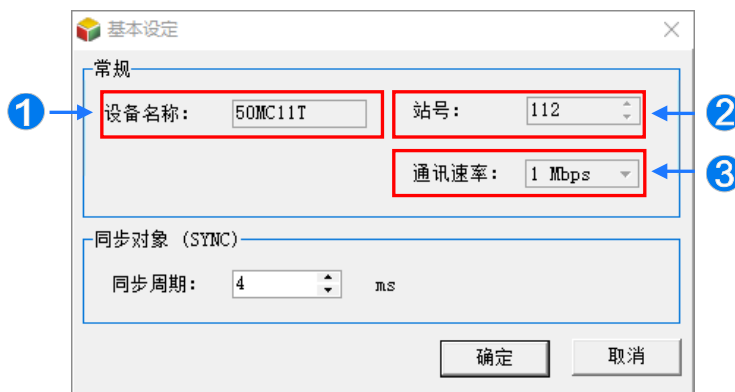 基本设定
常规
1 设备名称: 50MC11T 站号: 112 2
通讯速率: 1 Mbps 3
同步对象 (SYNC)
同步周期: 4 ms
确定 取消